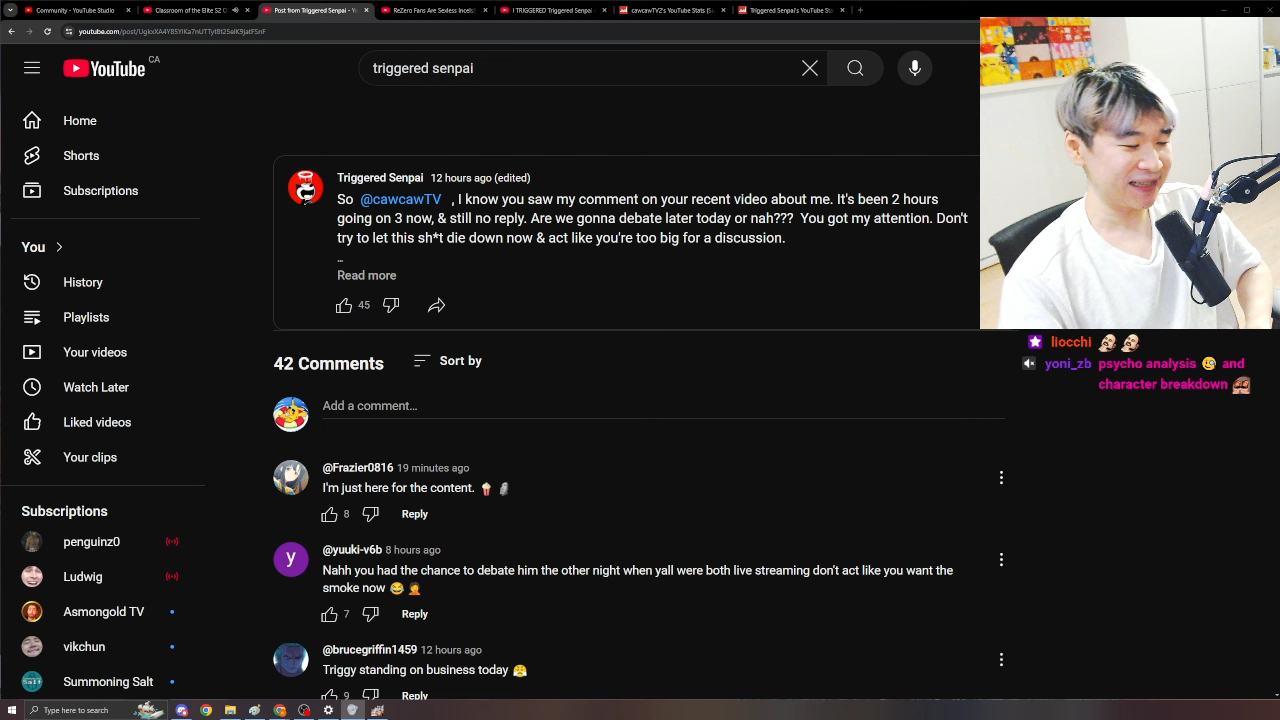 Community - YouTube Studio
Classroom of the Elite S2
Post from Triggered Senpai - Y
ReZero Fans Are Sexless Incels
I TRIGGERED Triggered Senpai
cawcawTV2's YouTube Stats (S
Triggered Senpai's YouTube St
YouTube CA
triggered senpai
Home
Shorts
Subscriptions
You
History
Playlists
Your videos
Watch Later
Liked videos
Your clips
Subscriptions
penguinz0
Ludwig
Asmongold TV
vikchun
Summoning Salt
Triggered Senpai 12 hours ago (edited)
So @cawcawTV , I know you saw my comment on your recent video about me. It's been 2 hours
going on 3 now, & still no reply. Are we gonna debate later today or nah??? You got my attention. Don't
try to let this sh*t die down now & act like you're too big for a discussion.
...
Read more
45
42 Comments Sort by
Add a comment...
@Frazier0816 19 minutes ago
I'm just here for the content. 🍿 🗿
8 Reply
y
@yuuki-v6b 8 hours ago
Nahh you had the chance to debate him the other night when yall were both live streaming don't act like you want the
smoke now 😂 🤦
7 Reply
@brucegriffin1459 12 hours ago
Triggy standing on business today 😤
9 Reply
liocchi
yoni_zb psycho analysis 🧐 and
character breakdown
Type here to search